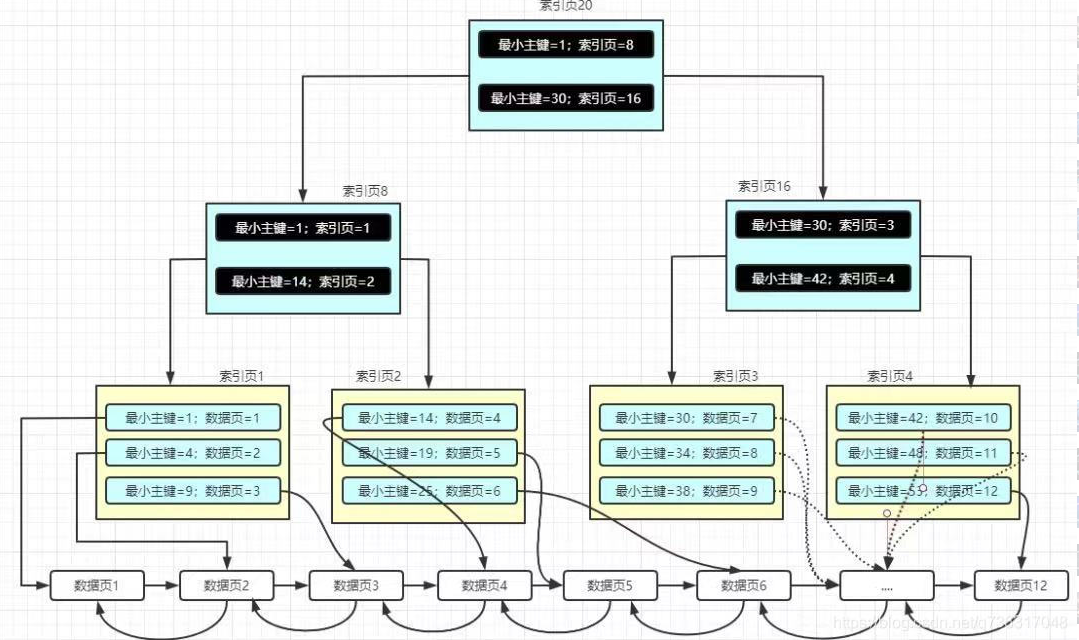 索引页20
最小主键=1；索引页=8
最小主键=30；索引页=16
索引页8
索引页16
最小主键=1；索引页=1
最小主键=14；索引页=2
最小主键=30；索引页=3
最小主键=42；索引页=4
索引页1
索引页2
索引页3
索引页4
最小主键=1；数据页=1
最小主键=4；数据页=2
最小主键=9；数据页=3
最小主键=14；数据页=4
最小主键=19；数据页=5
最小主键=25；数据页=6
最小主键=30；数据页=7
最小主键=34；数据页=8
最小主键=38；数据页=9
最小主键=42；数据页=10
最小主键=48；数据页=11
最小主键=53；数据页=12
数据页1
数据页2
数据页3
数据页4
数据页5
数据页6
....
数据页12